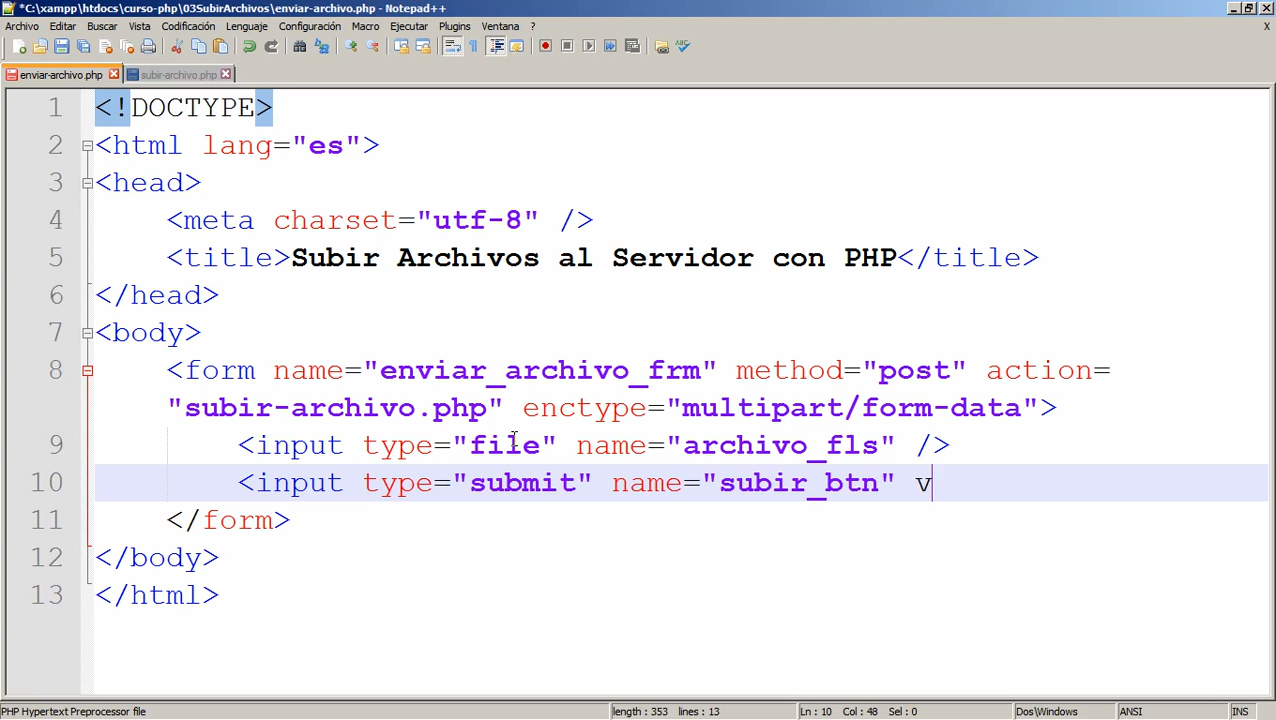 *C:\xampp\htdocs\curso-php\03SubirArchivos\enviar-archivo.php - Notepad++
Archivo Editar Buscar Vista Codificación Lenguaje Configuración Macro Ejecutar Plugins Ventana ? X
enviar-archivo.php subir-archivo.php
1 <!DOCTYPE>
2 <html lang="es">
3 <head>
4 <meta charset="utf-8" />
5 <title>Subir Archivos al Servidor con PHP</title>
6 </head>
7 <body>
8 <form name="enviar_archivo_frm" method="post" action=
"subir-archivo.php" enctype="multipart/form-data">
9 <input type="file" name="archivo_fls" />
10 <input type="submit" name="subir_btn" v
11 </form>
12 </body>
13 </html>
PHP Hypertext Preprocessor file length : 353 lines : 13 Ln : 10 Col : 48 Sel : 0 Dos\Windows ANSI INS